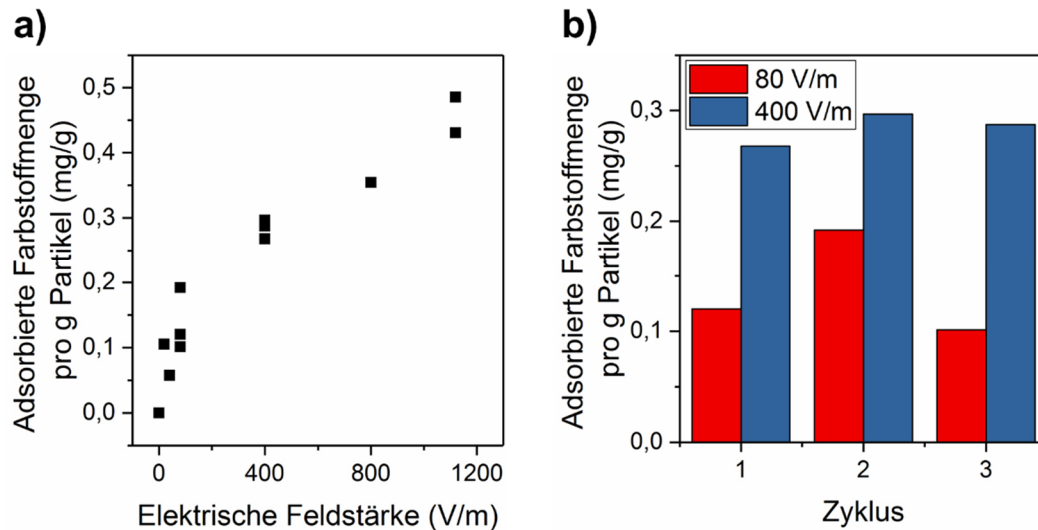 a)
Adsorbierte Farbstoffmenge
pro g Partikel (mg/g)
0,5
0,4
0,3
0,2
0,1
0,0
0
400
800
1200
Elektrische Feldstärke (V/m)
b)
Adsorbierte Farbstoffmenge
pro g Partikel (mg/g)
80 V/m
400 V/m
0,3
0,2
0,1
0,0
1
2
3
Zyklus